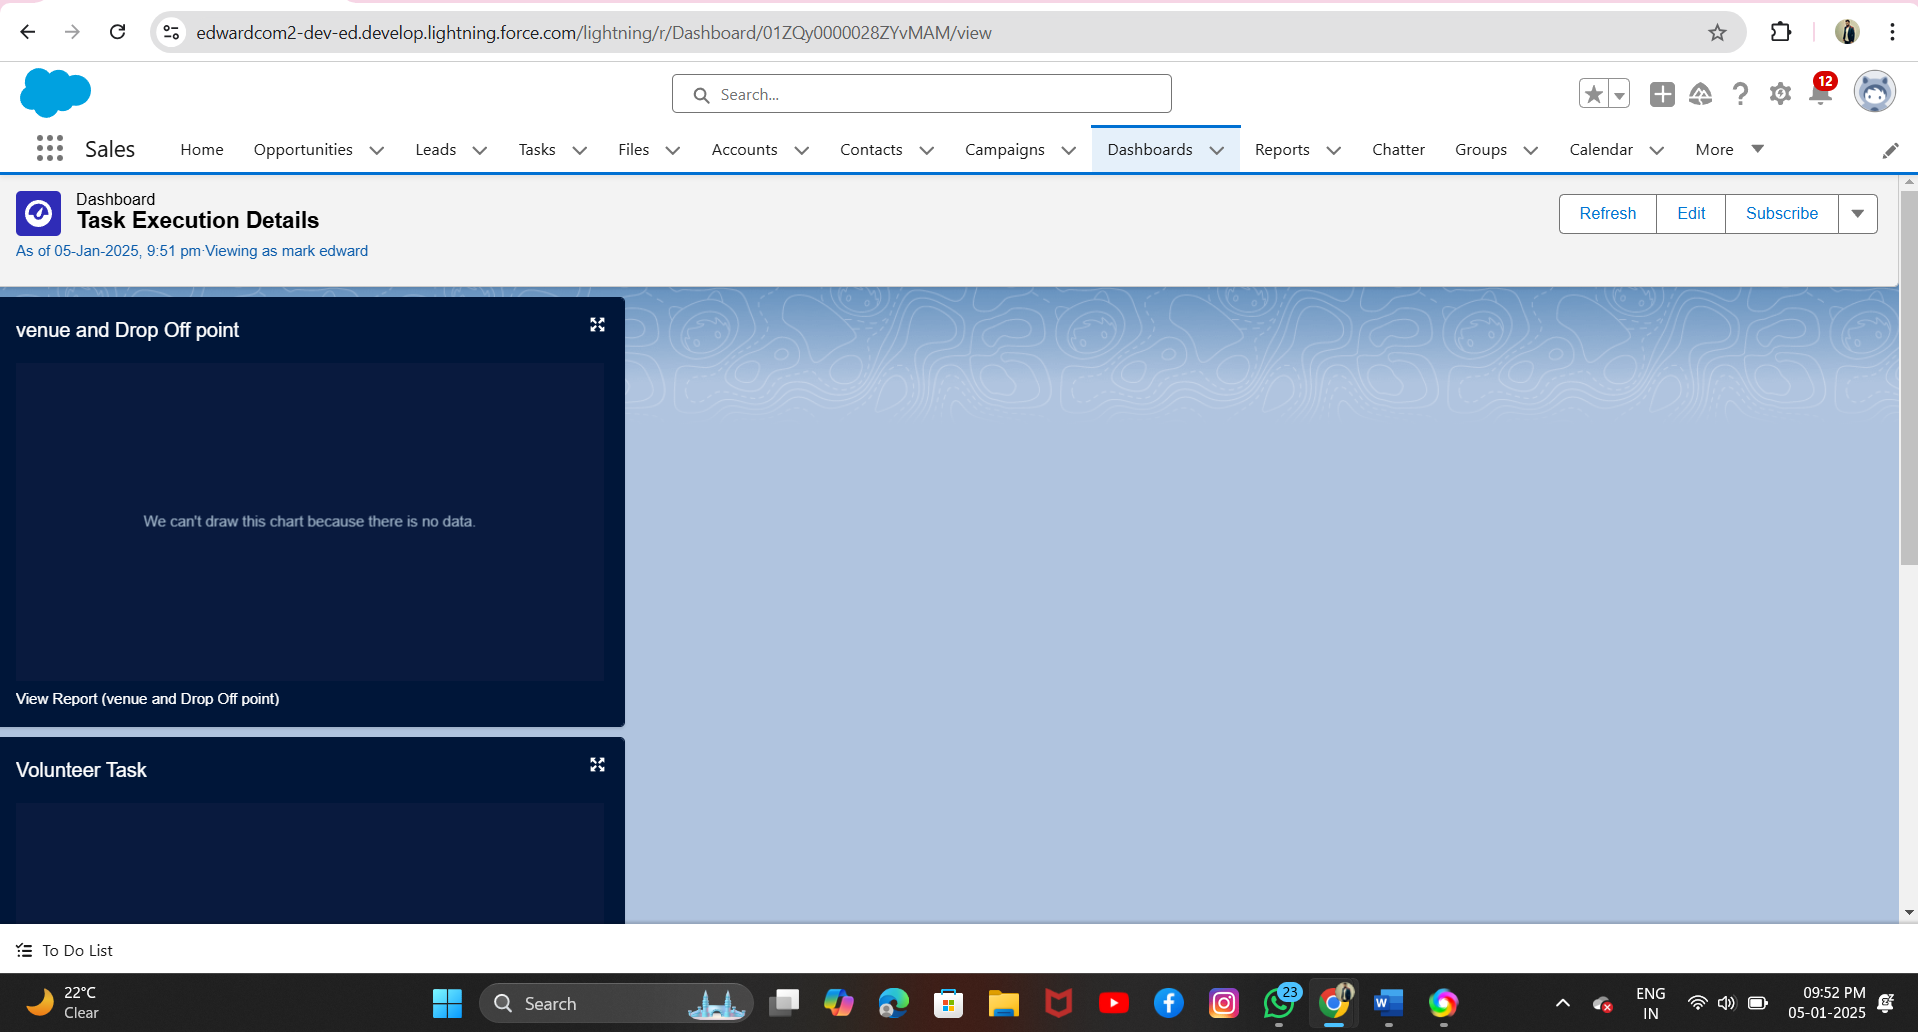 edwardcom2-dev-ed.develop.lightning.force.com/lightning/r/Dashboard/01ZQy0000028ZYvMAM/view
Search...
12
Sales
Home
Opportunities
Leads
Tasks
Files
Accounts
Contacts
Campaigns
Dashboards
Reports
Chatter
Groups
Calendar
More
Dashboard
Task Execution Details
As of 05-Jan-2025, 9:51 pm·Viewing as mark edward
Refresh
Edit
Subscribe
venue and Drop Off point
We can't draw this chart because there is no data.
View Report (venue and Drop Off point)
Volunteer Task
To Do List
22°C
Clear
Search
23
ENG
IN
09:52 PM
05-01-2025